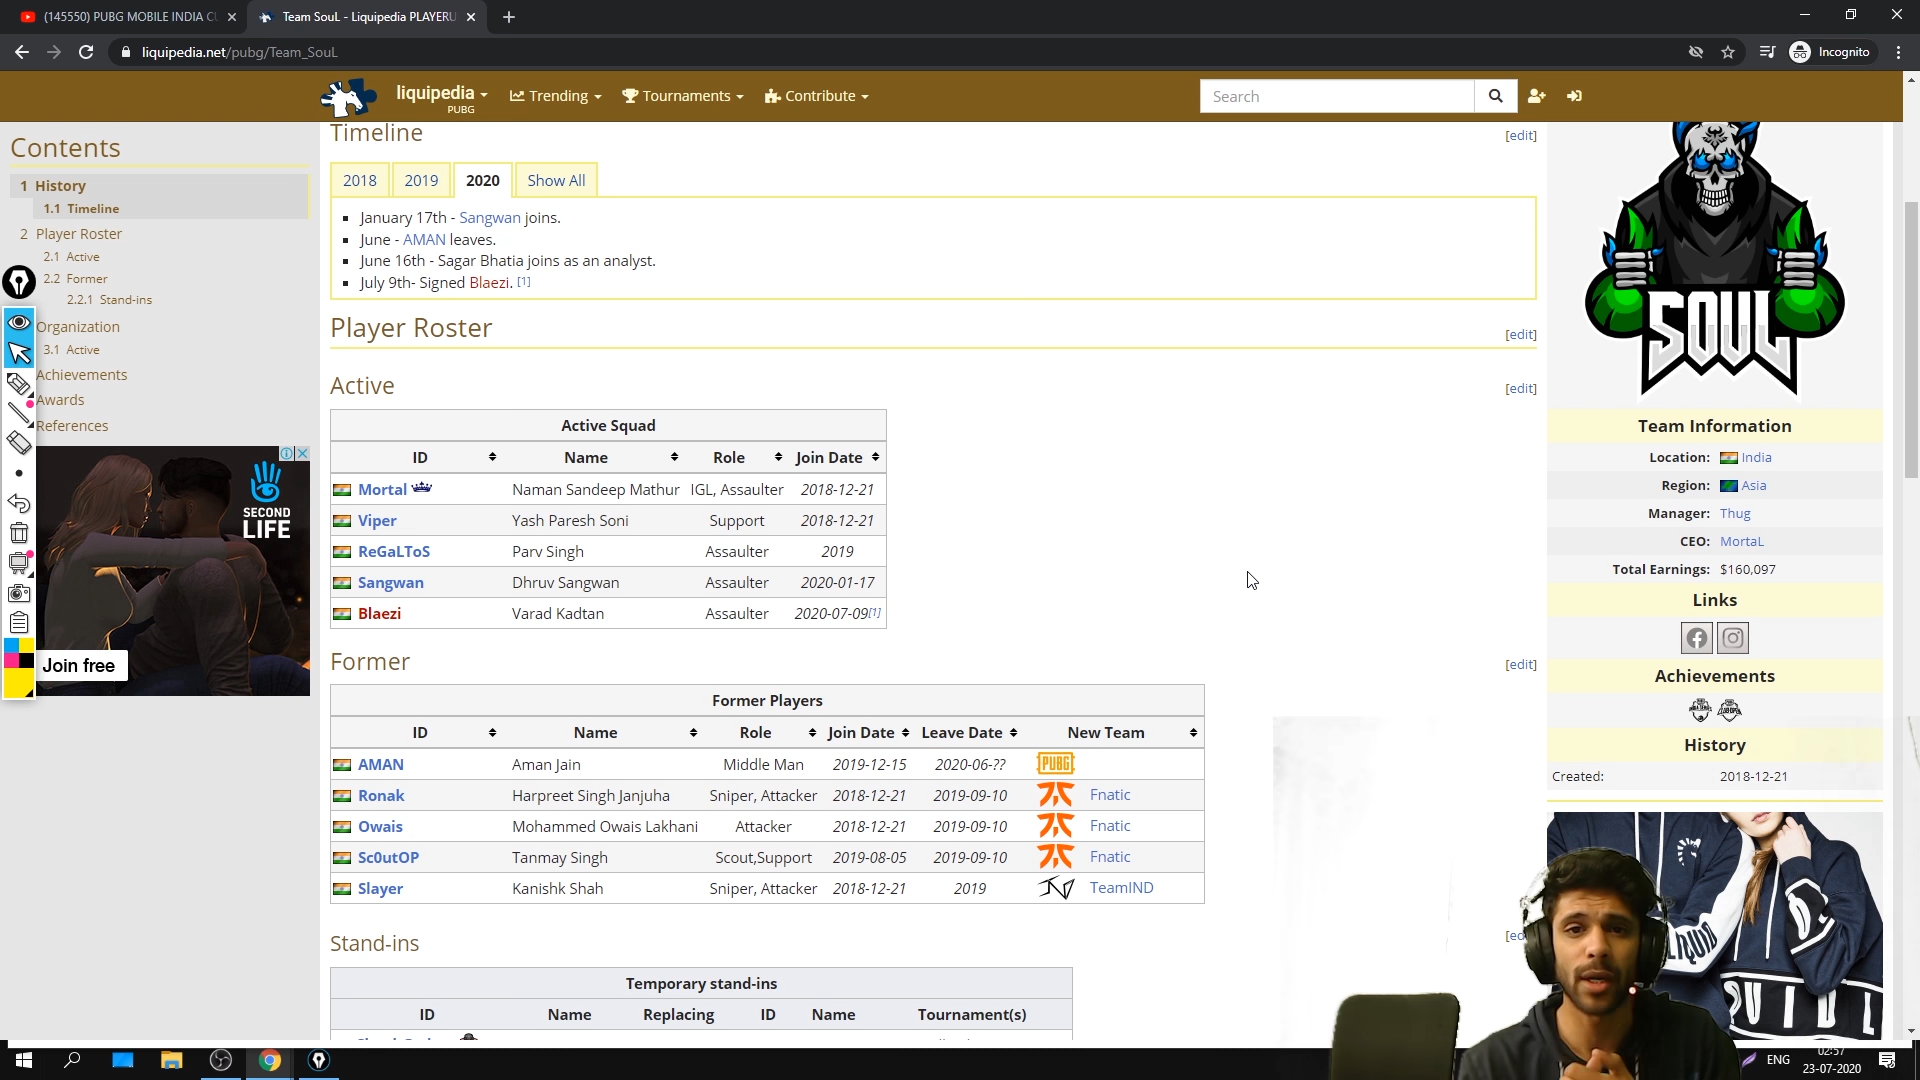 (145550) PUBG MOBILE INDIA CU
Team SouL - Liquipedia PLAYERU
liquipedia.net/pubg/Team_SouL
Incognito
liquipedia
PUBG
Trending
Tournaments
Contribute
Search
Contents
1 History
1.1 Timeline
2 Player Roster
2.1 Active
2.2 Former
2.2.1 Stand-ins
Organization
3.1 Active
Achievements
Awards
References
SECOND
LIFE
Join free
Timeline
[edit]
2018 2019 2020 Show All
January 17th - Sangwan joins.
June - AMAN leaves.
June 16th - Sagar Bhatia joins as an analyst.
July 9th- Signed Blaezi. [1]
Player Roster
[edit]
Active
[edit]
Active Squad
ID Name Role Join Date
Mortal Naman Sandeep Mathur IGL, Assaulter 2018-12-21
Viper Yash Paresh Soni Support 2018-12-21
ReGaLToS Parv Singh Assaulter 2019
Sangwan Dhruv Sangwan Assaulter 2020-01-17
Blaezi Varad Kadtan Assaulter 2020-07-09[1]
Former
[edit]
Former Players
ID Name Role Join Date Leave Date New Team
AMAN Aman Jain Middle Man 2019-12-15 2020-06-?? PUBG
Ronak Harpreet Singh Janjuha Sniper, Attacker 2018-12-21 2019-09-10 Fnatic
Owais Mohammed Owais Lakhani Attacker 2018-12-21 2019-09-10 Fnatic
Sc0utOP Tanmay Singh Scout,Support 2019-08-05 2019-09-10 Fnatic
Slayer Kanishk Shah Sniper, Attacker 2018-12-21 2019 TeamIND
Stand-ins
[ed
Temporary stand-ins
ID Name Replacing ID Name Tournament(s)
SOUL
Team Information
Location: India
Region: Asia
Manager: Thug
CEO: MortaL
Total Earnings: $160,097
Links
Achievements
History
Created: 2018-12-21
LIQUID
UID
ENG
02:57
23-07-2020